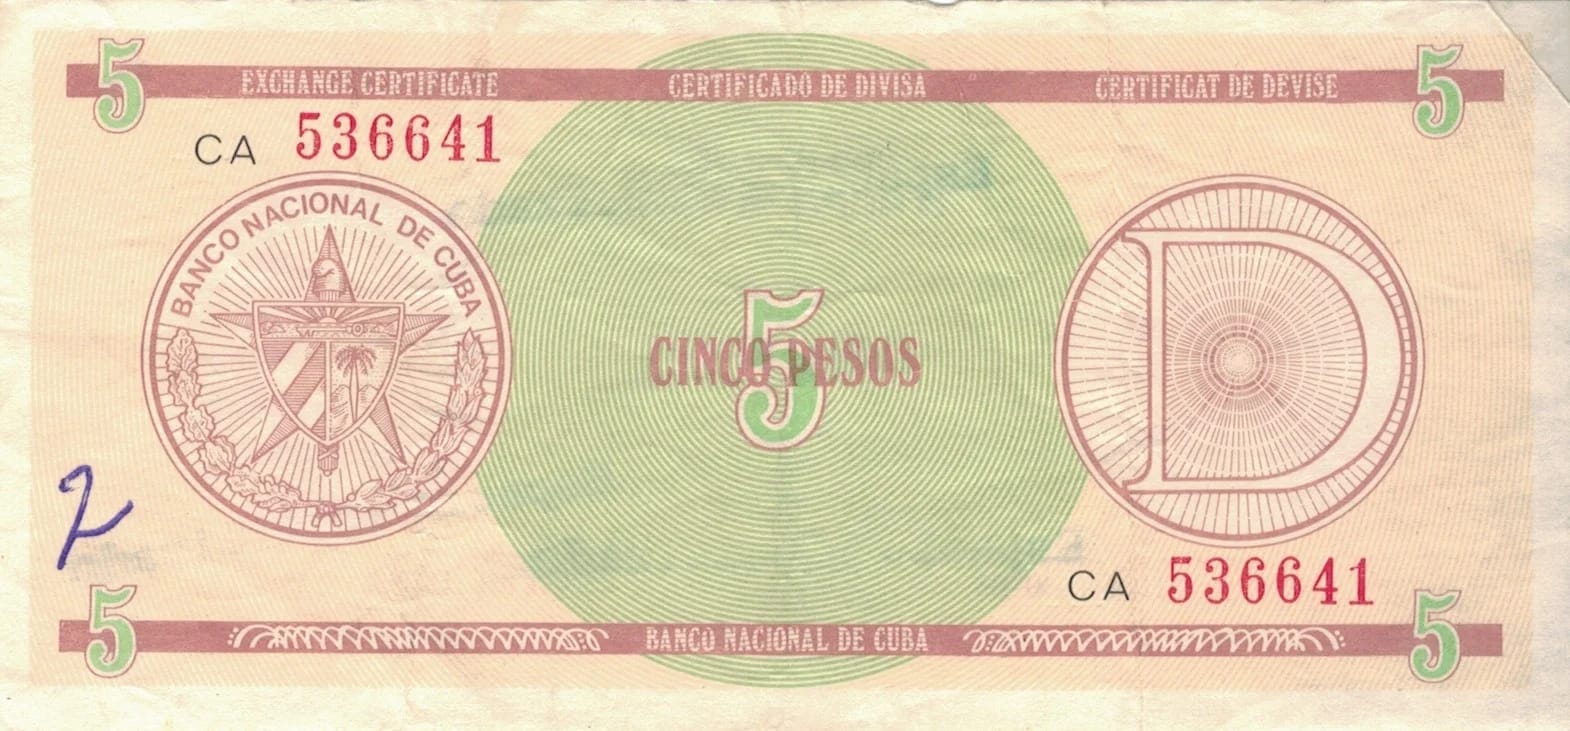 5 EXCHANGE CERTIFICATE CERTIFICADO DE DIVISA CERTIFICAT DE DEVISE 5
CA 536641
BANCO NACIONAL DE CUBA
D
5
CINCO PESOS
2
CA 536641
5 BANCO NACIONAL DE CUBA 5